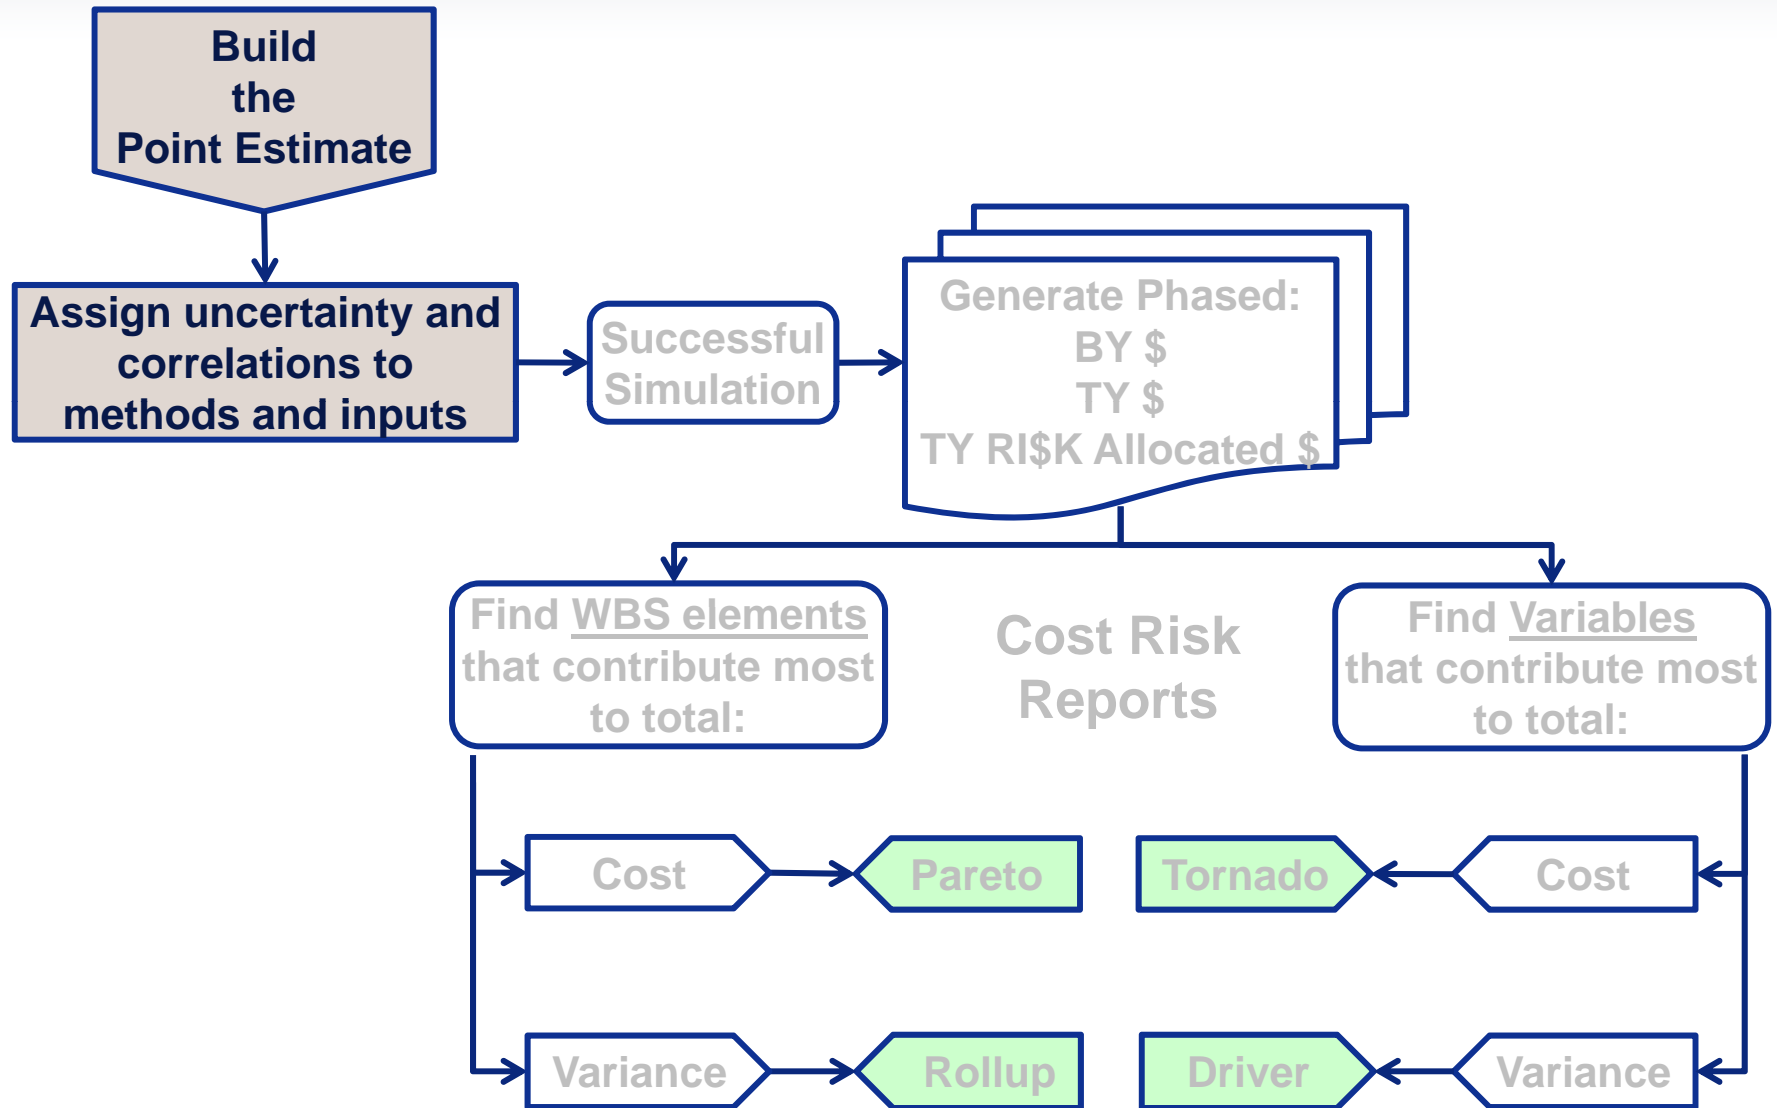 Build
the
Point Estimate
Assign uncertainty and
correlations to
methods and inputs
Successful
Simulation
Generate Phased:
BY $
TY $
TY RI$K Allocated $
Find WBS elements
that contribute most
to total:
Cost Risk
Reports
Find Variables
that contribute most
to total:
Cost
Pareto
Tornado
Cost
Variance
Rollup
Driver
Variance